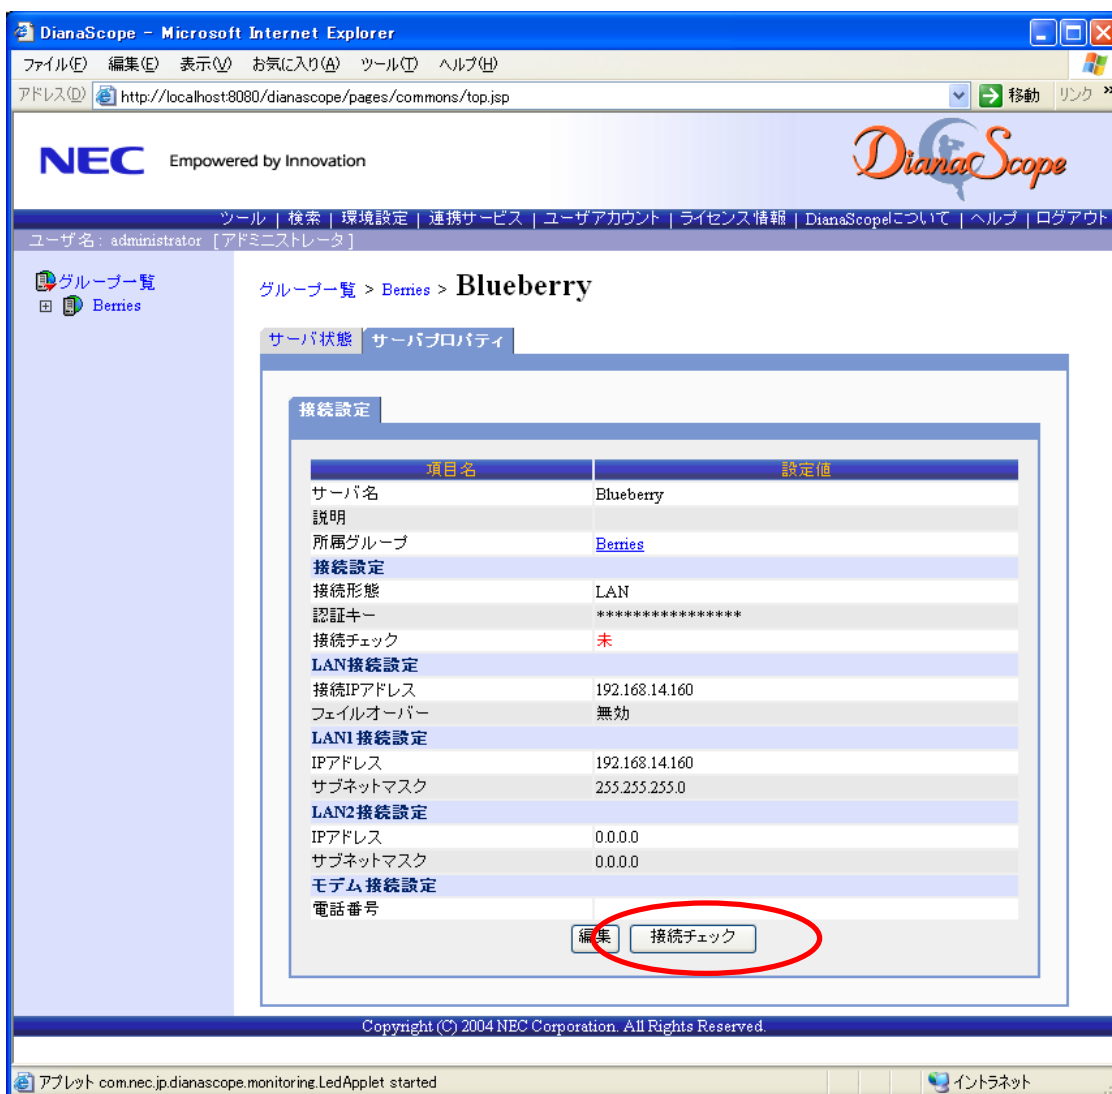 DianaScope - Microsoft Internet Explorer
ファイル(F) 編集(E) 表示(V) お気に入り(A) ツール(T) ヘルプ(H)
アドレス(D) http://localhost:8080/dianascope/pages/commons/top.jsp 移動 リンク »
NEC Empowered by Innovation DianaScope
ツール | 検索 | 環境設定 | 連携サービス | ユーザアカウント | ライセンス情報 | DianaScopeについて | ヘルプ | ログアウト
ユーザ名: administrator [アドミニストレータ]
グループ一覧
Berries
グループ一覧 > Berries > Blueberry
サーバ状態 サーバプロパティ
接続設定
項目名 設定値
サーバ名 Blueberry
説明
所属グループ Berries
接続設定
接続形態 LAN
認証キー ****************
接続チェック 未
LAN接続設定
接続IPアドレス 192.168.14.160
フェイルオーバー 無効
LAN1接続設定
IPアドレス 192.168.14.160
サブネットマスク 255.255.255.0
LAN2接続設定
IPアドレス 0.0.0.0
サブネットマスク 0.0.0.0
モデム接続設定
電話番号
編集 接続チェック
Copyright (C) 2004 NEC Corporation. All Rights Reserved.
アプレット com.nec.jp.dianascope.monitoring.LedApplet started イントラネット